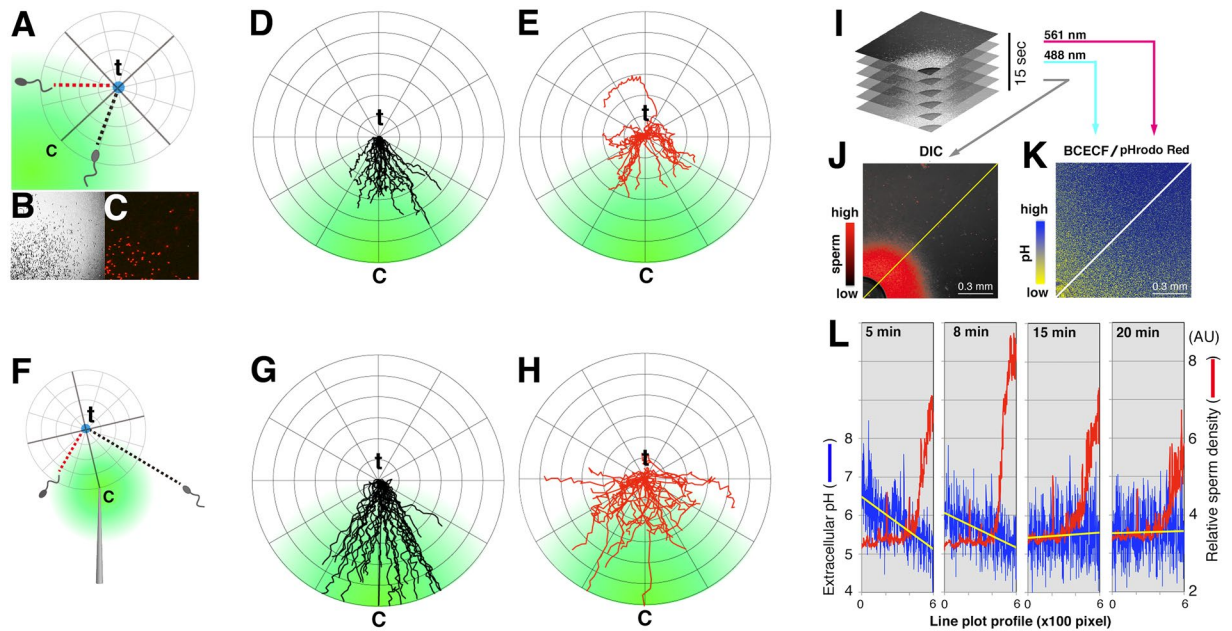 A
t
c
B
C
D
t
C
E
t
C
F
t
c
G
t
C
H
t
C
I
15 sec
561 nm
488 nm
J
DIC
high
sperm
low
0.3 mm
K
BCECF/pHrodo Red
high
pH
low
0.3 mm
L
5 min
8 min
15 min
20 min
(AU)
Extracellular pH ( )
8
7
6
5
4
0
6
0
6
0
6
0
6
8
6
4
2
Relative sperm density ( )
Line plot profile (x100 pixel)